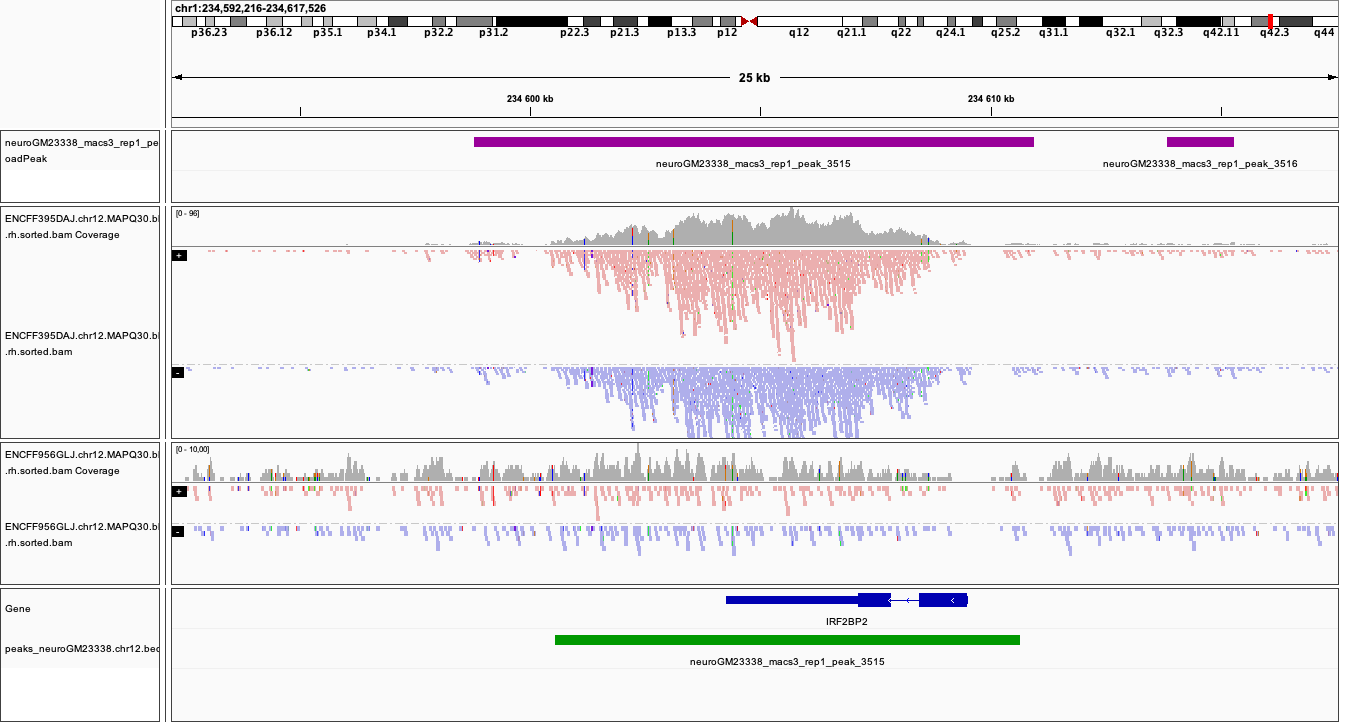 chr1:234,592,216-234,617,526
p36.23 p36.12 p35.1 p34.1 p32.2 p31.2 p22.3 p21.3 p13.3 p12 q12 q21.1 q22 q24.1 q25.2 q31.1 q32.1 q32.3 q42.11 q42.3 q44
25 kb
234 600 kb 234 610 kb
neuroGM23338_macs3_rep1_pe
oadPeak
neuroGM23338_macs3_rep1_peak_3515 neuroGM23338_macs3_rep1_peak_3516
ENCFF395DAJ.chr12.MAPQ30.bl
.rh.sorted.bam Coverage
[0 - 96]
+
ENCFF395DAJ.chr12.MAPQ30.bl
.rh.sorted.bam
-
ENCFF956GLJ.chr12.MAPQ30.bl
.rh.sorted.bam Coverage
[0 - 10,00]
+
ENCFF956GLJ.chr12.MAPQ30.bl
.rh.sorted.bam
-
Gene
IRF2BP2
peaks_neuroGM23338.chr12.bec
neuroGM23338_macs3_rep1_peak_3515